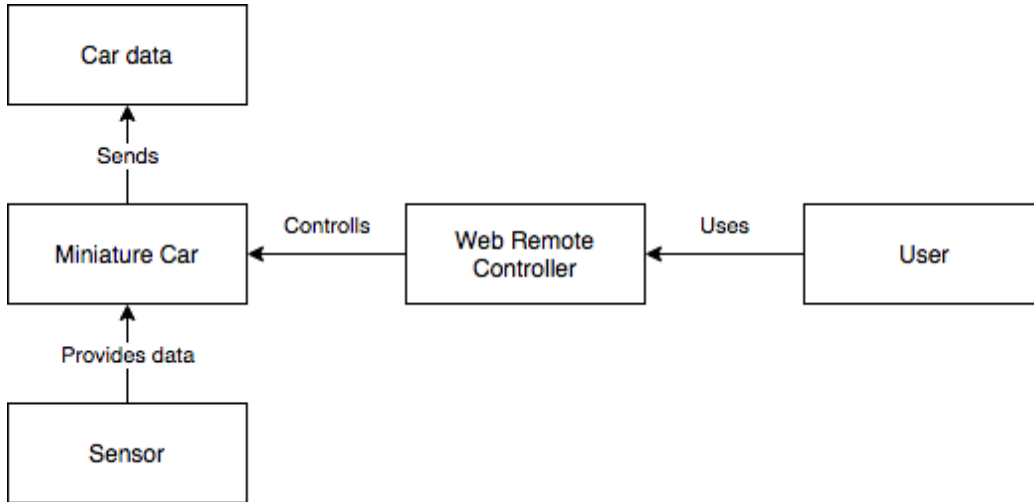 Car data
Sends
Miniature Car
Controlls
Web Remote
Controller
Uses
User
Provides data
Sensor